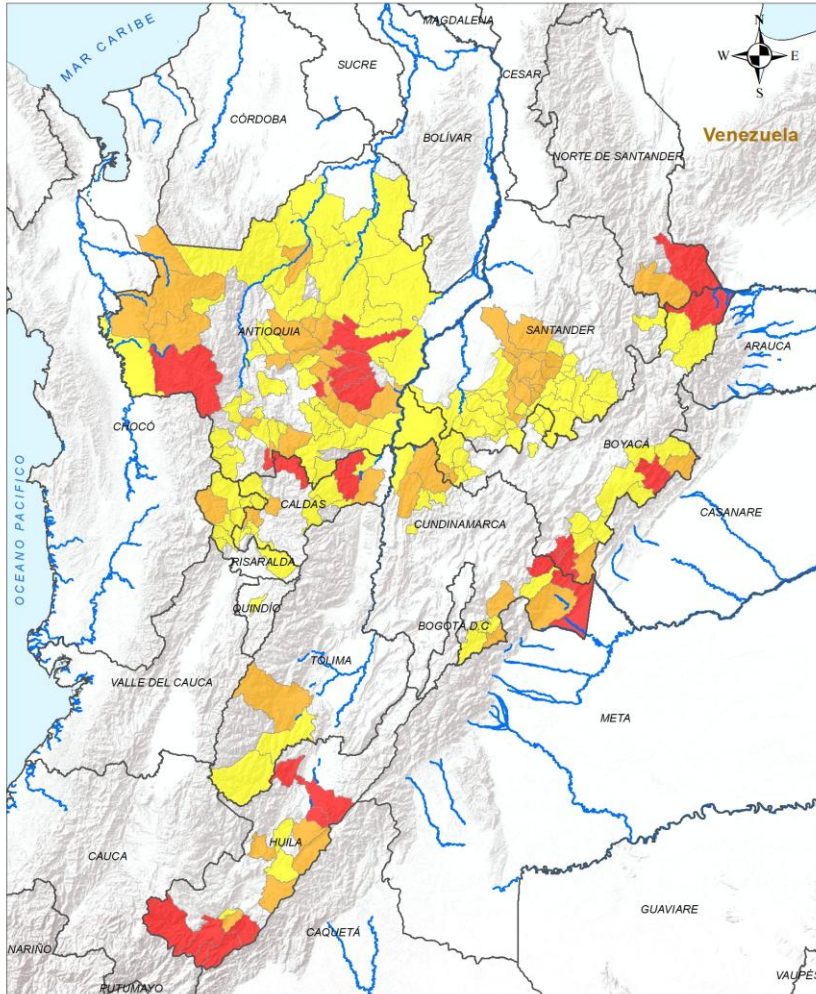 MAGDALENA
MAR CARIBE
N
W E
S
SUCRE
CESAR
CÓRDOBA
BOLÍVAR
Venezuela
NORTE DE SANTANDER
ANTIOQUIA
SANTANDER
ARAUCA
CHOCÓ
BOYACÁ
OCEANO PACIFICO
CALDAS
CASANARE
CUNDINAMARCA
RISARALDA
QUINDÍO
BOGOTÁ,D.C
TOLIMA
VALLE DEL CAUCA
META
HUILA
CAUCA
GUAVIARE
CAQUETÁ
NARIÑO
PUTUMAYO
VAUPÉS